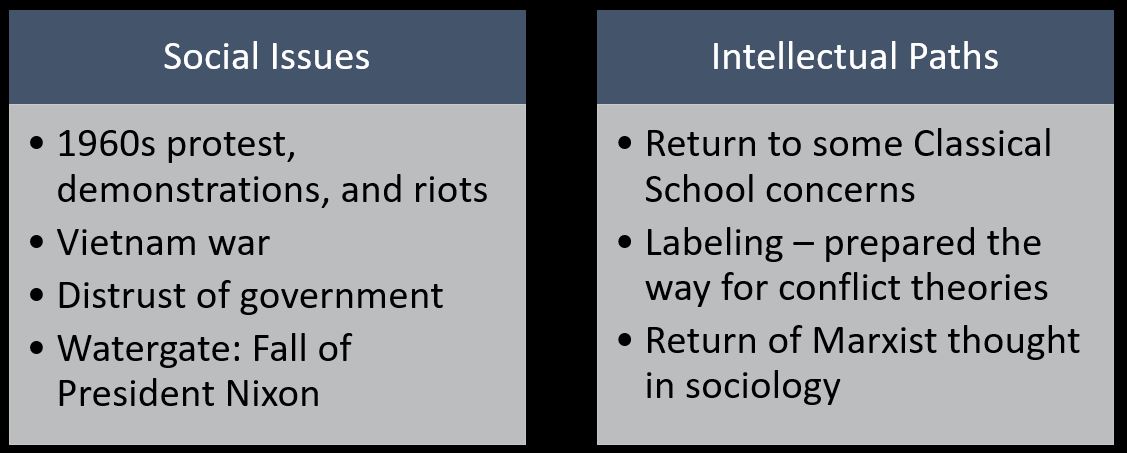 Social Issues
• 1960s protest,
demonstrations, and riots
• Vietnam war
• Distrust of government
• Watergate: Fall of
President Nixon
Intellectual Paths
• Return to some Classical
School concerns
• Labeling – prepared the
way for conflict theories
• Return of Marxist thought
in sociology